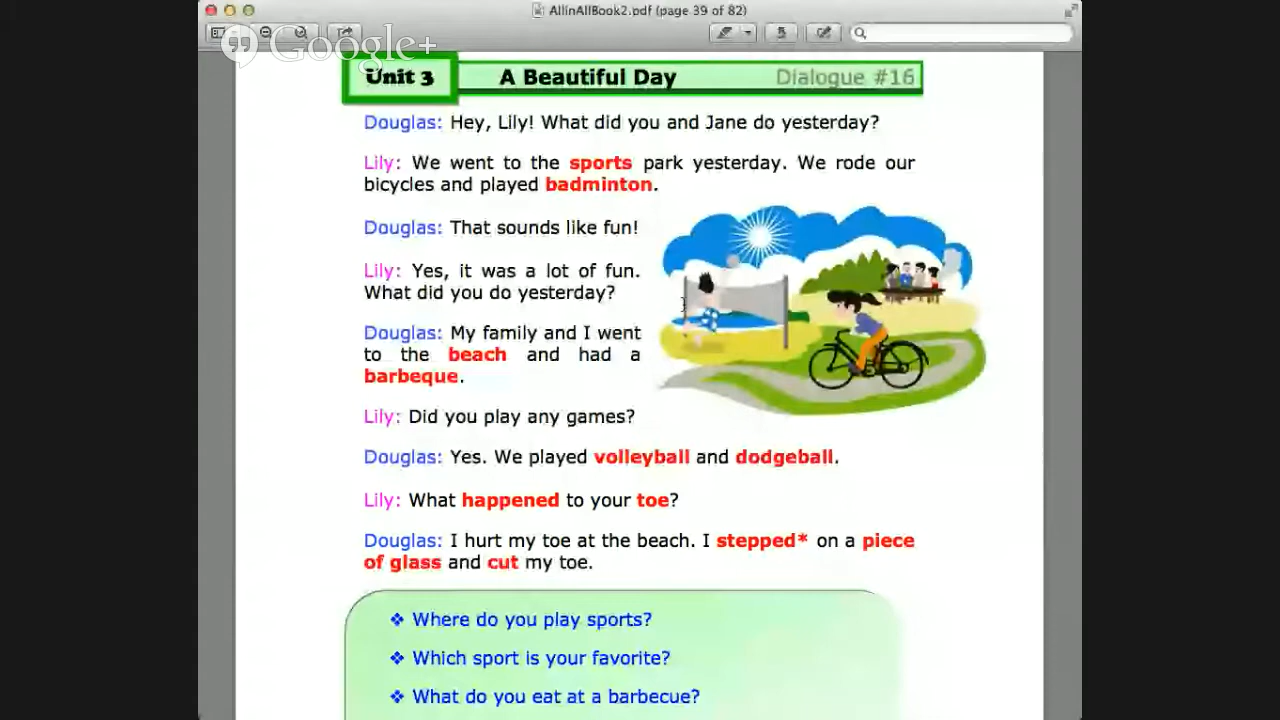 AllinAllBook2.pdf (page 39 of 82)
Google+
Unit 3 A Beautiful Day Dialogue #16
Douglas: Hey, Lily! What did you and Jane do yesterday?
Lily: We went to the sports park yesterday. We rode our
bicycles and played badminton.
Douglas: That sounds like fun!
Lily: Yes, it was a lot of fun.
What did you do yesterday?
Douglas: My family and I went
to the beach and had a
barbeque.
Lily: Did you play any games?
Douglas: Yes. We played volleyball and dodgeball.
Lily: What happened to your toe?
Douglas: I hurt my toe at the beach. I stepped* on a piece
of glass and cut my toe.
❖ Where do you play sports?
❖ Which sport is your favorite?
❖ What do you eat at a barbecue?